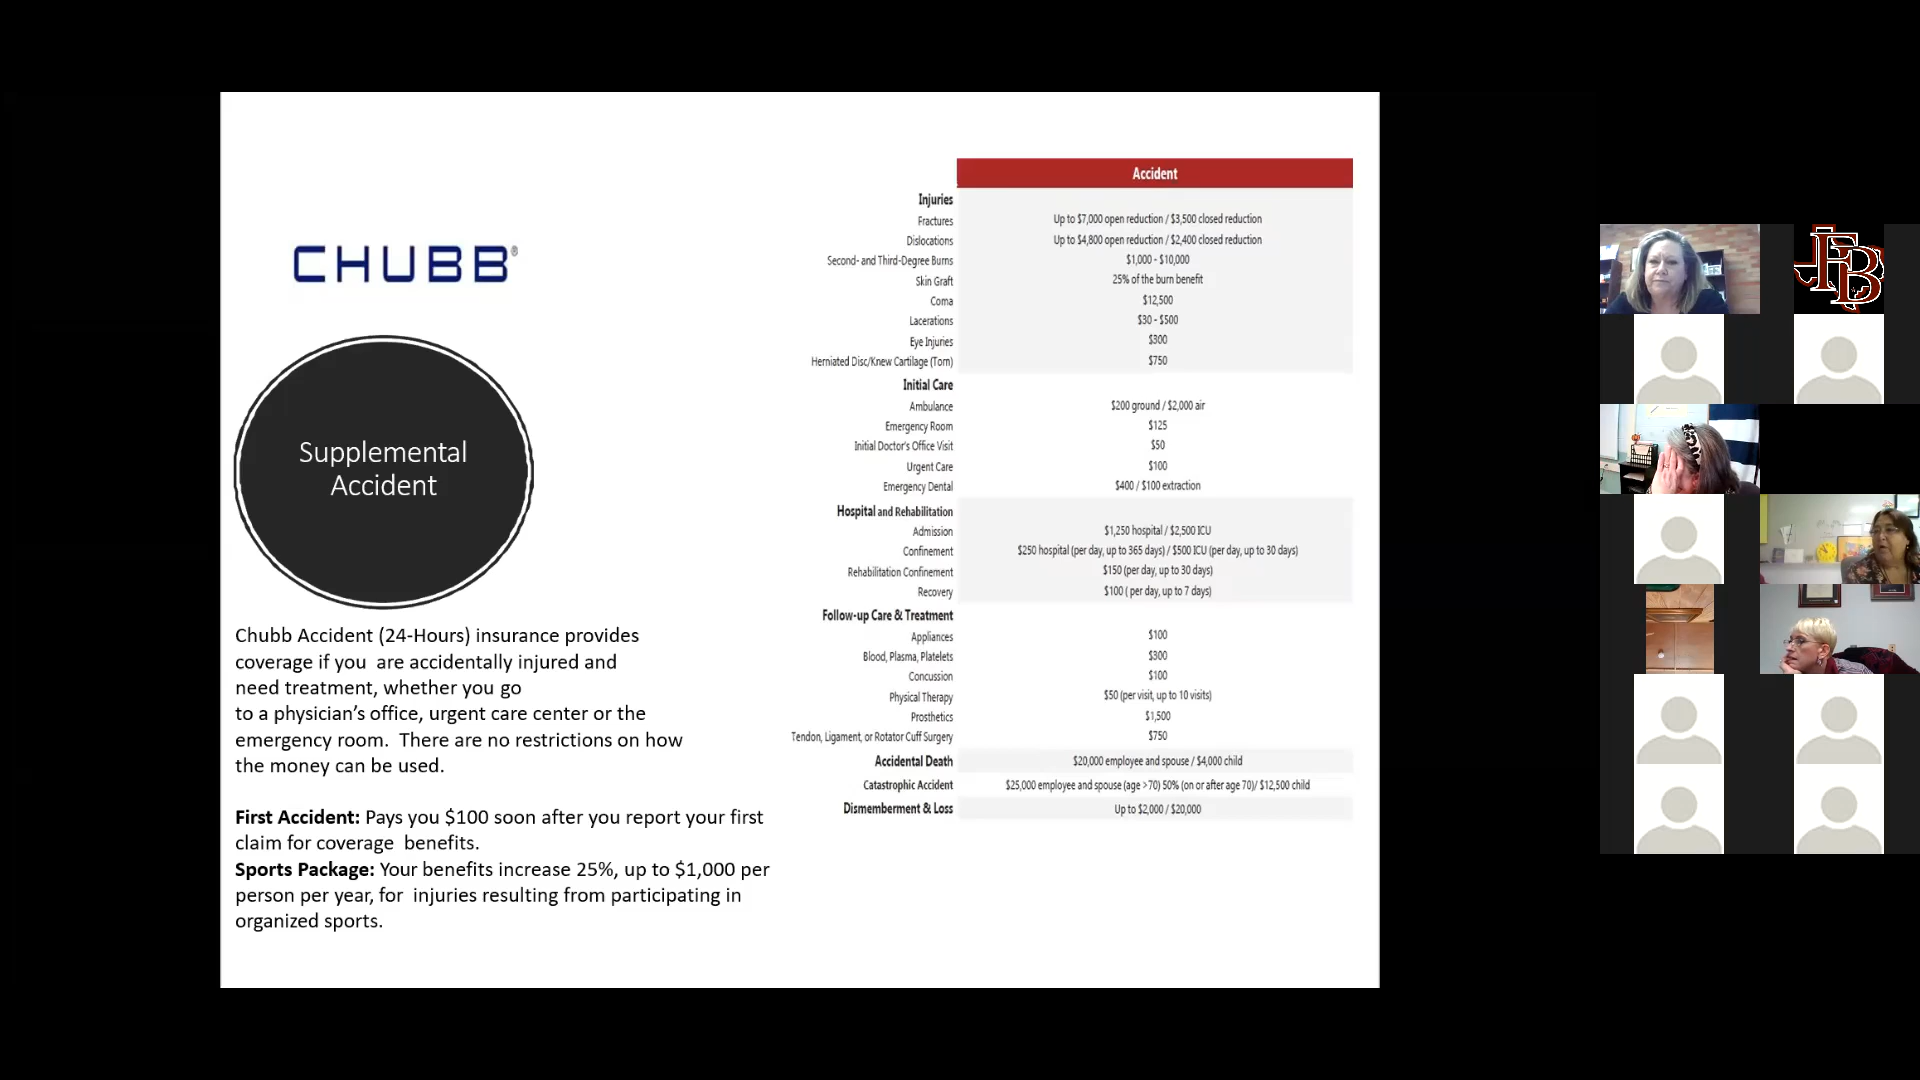 CHUBB®
Supplemental
Accident
Chubb Accident (24-Hours) insurance provides
coverage if you are accidentally injured and
need treatment, whether you go
to a physician’s office, urgent care center or the
emergency room. There are no restrictions on how
the money can be used.
First Accident: Pays you $100 soon after you report your first
claim for coverage benefits.
Sports Package: Your benefits increase 25%, up to $1,000 per
person per year, for injuries resulting from participating in
organized sports.
Accident
Injuries
Fractures Up to $7,000 open reduction / $3,500 closed reduction
Dislocations Up to $4,800 open reduction / $2,400 closed reduction
Second- and Third-Degree Burns $1,000 - $10,000
Skin Graft 25% of the burn benefit
Coma $12,500
Lacerations $30 - $500
Eye Injuries $300
Herniated Disc/Knew Cartilage (Torn) $750
Initial Care
Ambulance $200 ground / $2,000 air
Emergency Room $125
Initial Doctor's Office Visit $50
Urgent Care $100
Emergency Dental $400 / $100 extraction
Hospital and Rehabilitation
Admission $1,250 hospital / $2,500 ICU
Confinement $250 hospital (per day, up to 365 days) / $500 ICU (per day, up to 30 days)
Rehabilitation Confinement $150 (per day, up to 30 days)
Recovery $100 ( per day, up to 7 days)
Follow-up Care & Treatment
Appliances $100
Blood, Plasma, Platelets $300
Concussion $100
Physical Therapy $50 (per visit, up to 10 visits)
Prosthetics $1,500
Tendon, Ligament, or Rotator Cuff Surgery $750
Accidental Death $20,000 employee and spouse / $4,000 child
Catastrophic Accident $25,000 employee and spouse (age >70) 50% (on or after age 70)/ $12,500 child
Dismemberment & Loss Up to $2,000 / $20,000
FB